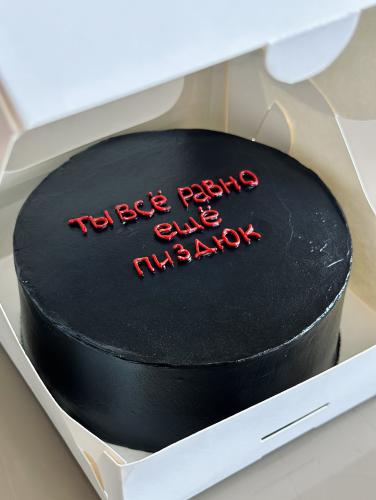 ты всё равно
ещё
пиздюк